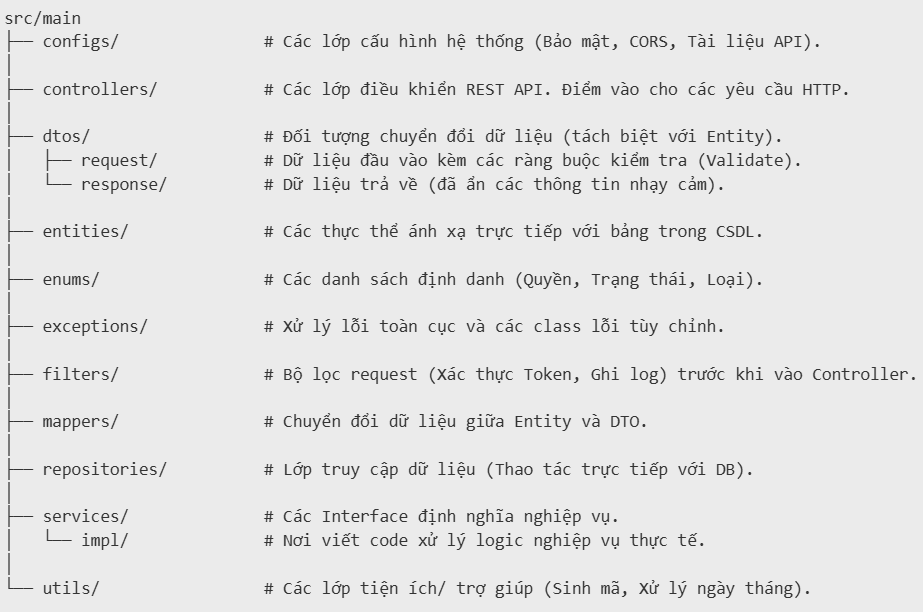 src/main
├── configs/ # Các lớp cấu hình hệ thống (Bảo mật, CORS, Tài liệu API).
│
├── controllers/ # Các lớp điều khiển REST API. Điểm vào cho các yêu cầu HTTP.
│
├── dtos/ # Đối tượng chuyển đổi dữ liệu (tách biệt với Entity).
│   ├── request/ # Dữ liệu đầu vào kèm các ràng buộc kiểm tra (Validate).
│   └── response/ # Dữ liệu trả về (đã ẩn các thông tin nhạy cảm).
│
├── entities/ # Các thực thể ánh xạ trực tiếp với bảng trong CSDL.
│
├── enums/ # Các danh sách định danh (Quyền, Trạng thái, Loại).
│
├── exceptions/ # Xử lý lỗi toàn cục và các class lỗi tùy chỉnh.
│
├── filters/ # Bộ lọc request (Xác thực Token, Ghi log) trước khi vào Controller.
│
├── mappers/ # Chuyển đổi dữ liệu giữa Entity và DTO.
│
├── repositories/ # Lớp truy cập dữ liệu (Thao tác trực tiếp với DB).
│
├── services/ # Các Interface định nghĩa nghiệp vụ.
│   └── impl/ # Nơi viết code xử lý logic nghiệp vụ thực tế.
│
└── utils/ # Các lớp tiện ích/ trợ giúp (Sinh mã, Xử lý ngày tháng).